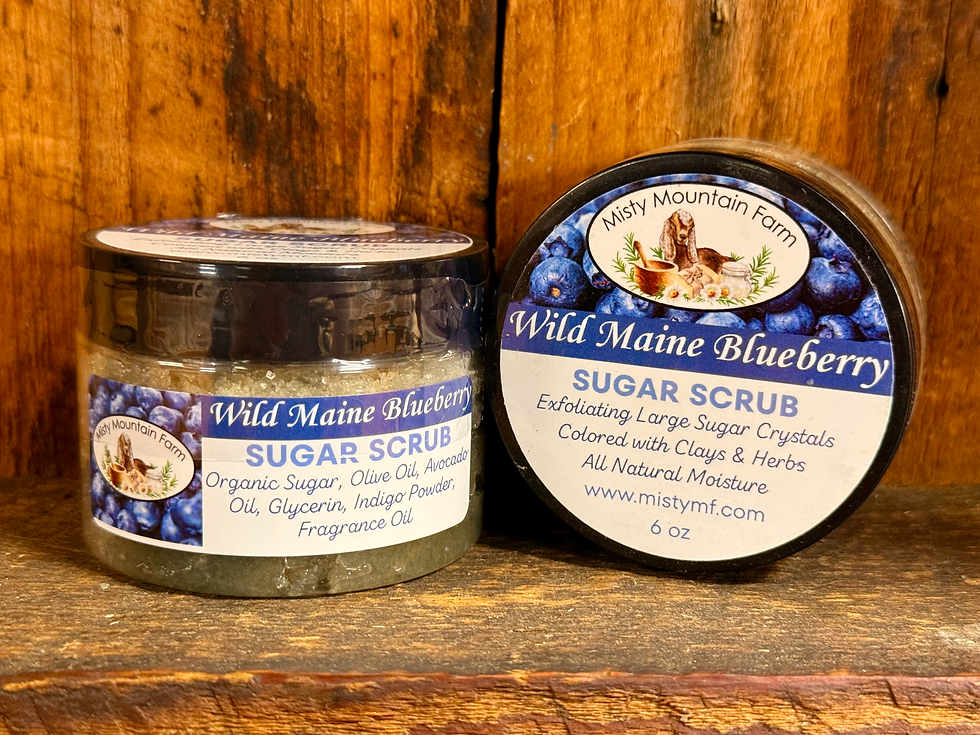 Wild Maine Blueberry
SUGAR SCRUB
Misty Mountain Farm
Organic Sugar, Olive Oil, Avocado
Oil, Glycerin, Indigo Powder,
Fragrance Oil
Misty Mountain Farm
Wild Maine Blueberry
SUGAR SCRUB
Exfoliating Large Sugar Crystals
Colored with Clays & Herbs
All Natural Moisture
www.mistymf.com
6 oz